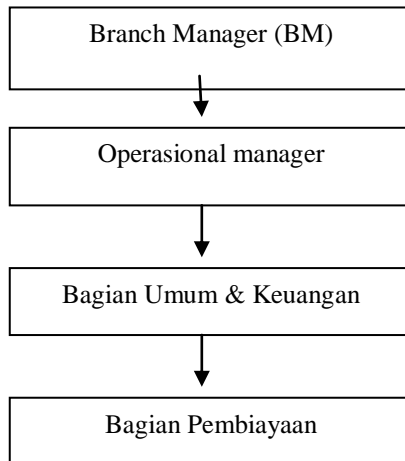 Branch Manager (BM)
Operasional manager
Bagian Umum & Keuangan
Bagian Pembiayaan